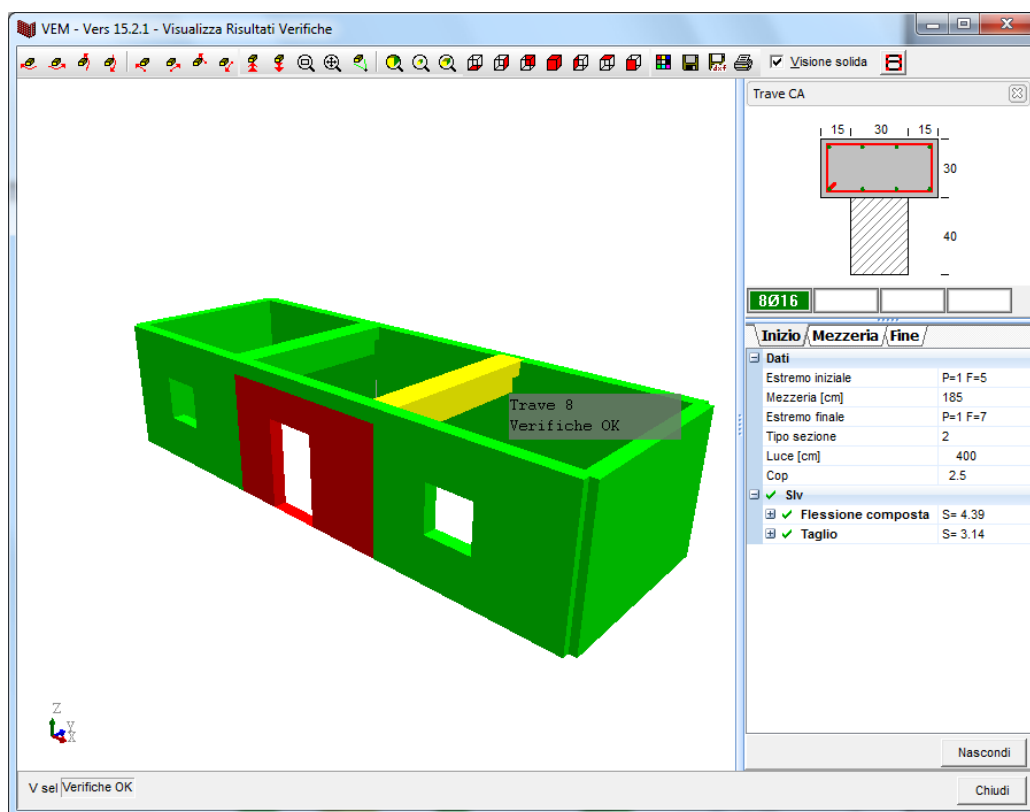 VEM - Vers 15.2.1 - Visualizza Risultati Verifiche
dxf
Visione solida
Trave CA
15 30 15
30
40
8Ø16
Inizio Mezzeria Fine
Dati
Estremo iniziale P=1 F=5
Mezzeria [cm] 185
Estremo finale P=1 F=7
Tipo sezione 2
Luce [cm] 400
Cop 2.5
Slv
Flessione composta S= 4.39
Taglio S= 3.14
Trave 8
Verifiche OK
Z
Y
X
Nascondi
V sel Verifiche OK
Chiudi